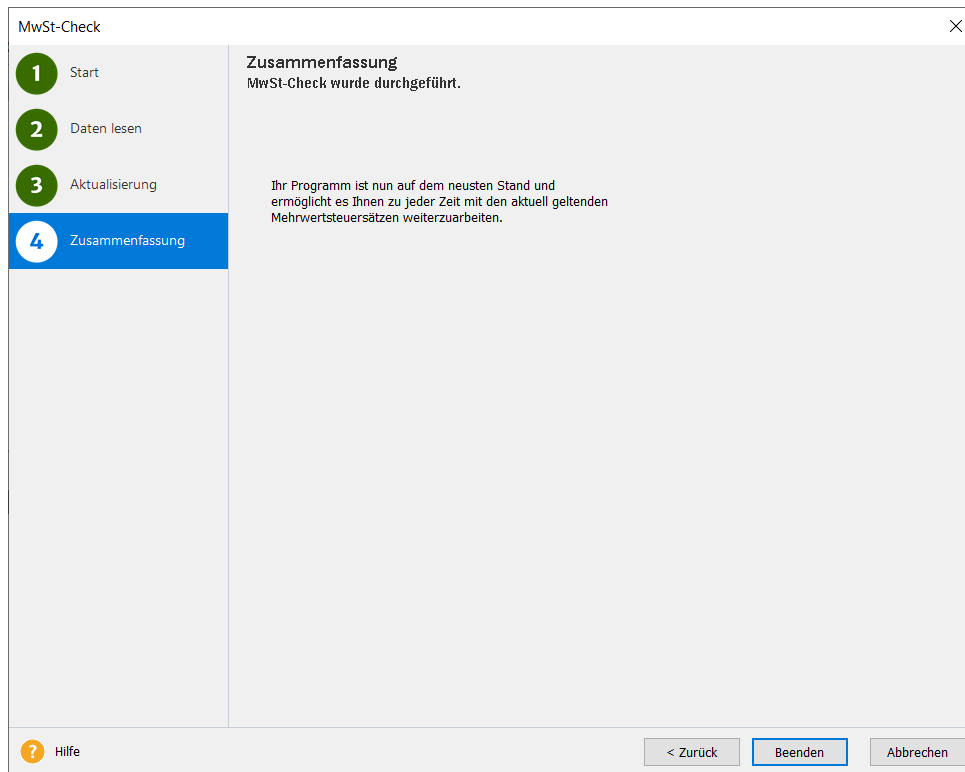 MwSt-Check
1 Start
2 Daten lesen
3 Aktualisierung
4 Zusammenfassung
Zusammenfassung
MwSt-Check wurde durchgeführt.
Ihr Programm ist nun auf dem neusten Stand und
ermöglicht es Ihnen zu jeder Zeit mit den aktuell geltenden
Mehrwertsteuersätzen weiterzuarbeiten.
? Hilfe
< Zurück
Beenden
Abbrechen